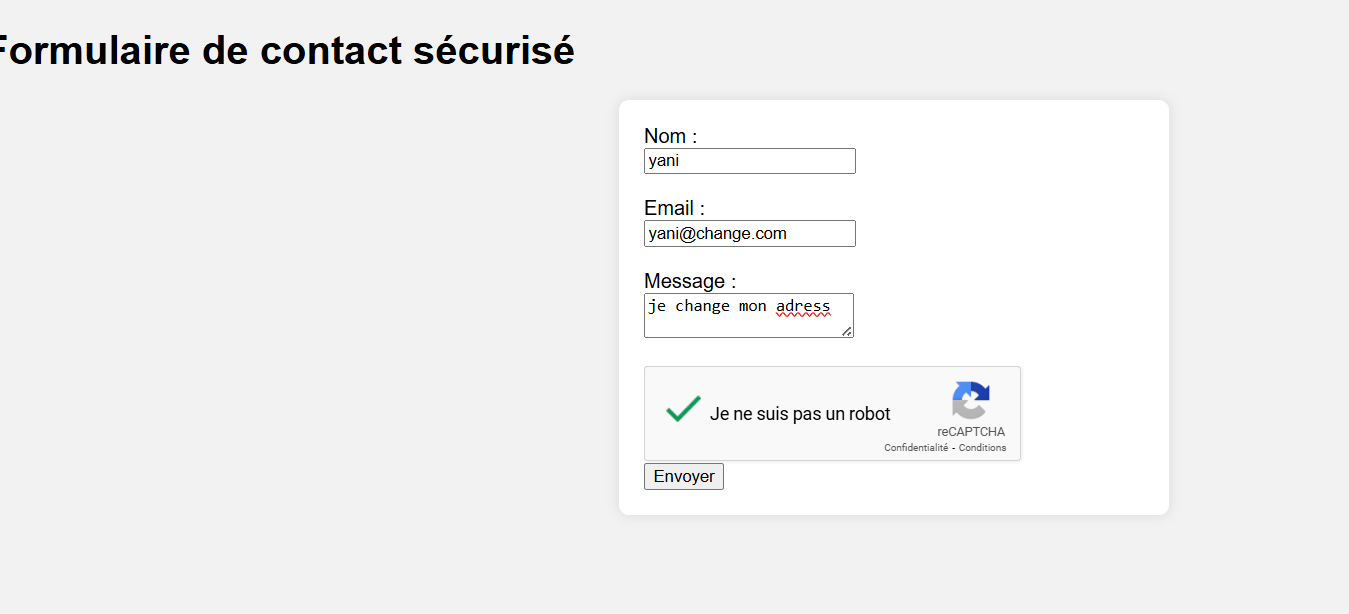 Formulaire de contact sécurisé
Nom :
yani
Email :
yani@change.com
Message :
je change mon adress
Je ne suis pas un robot
reCAPTCHA
Confidentialité - Conditions
Envoyer